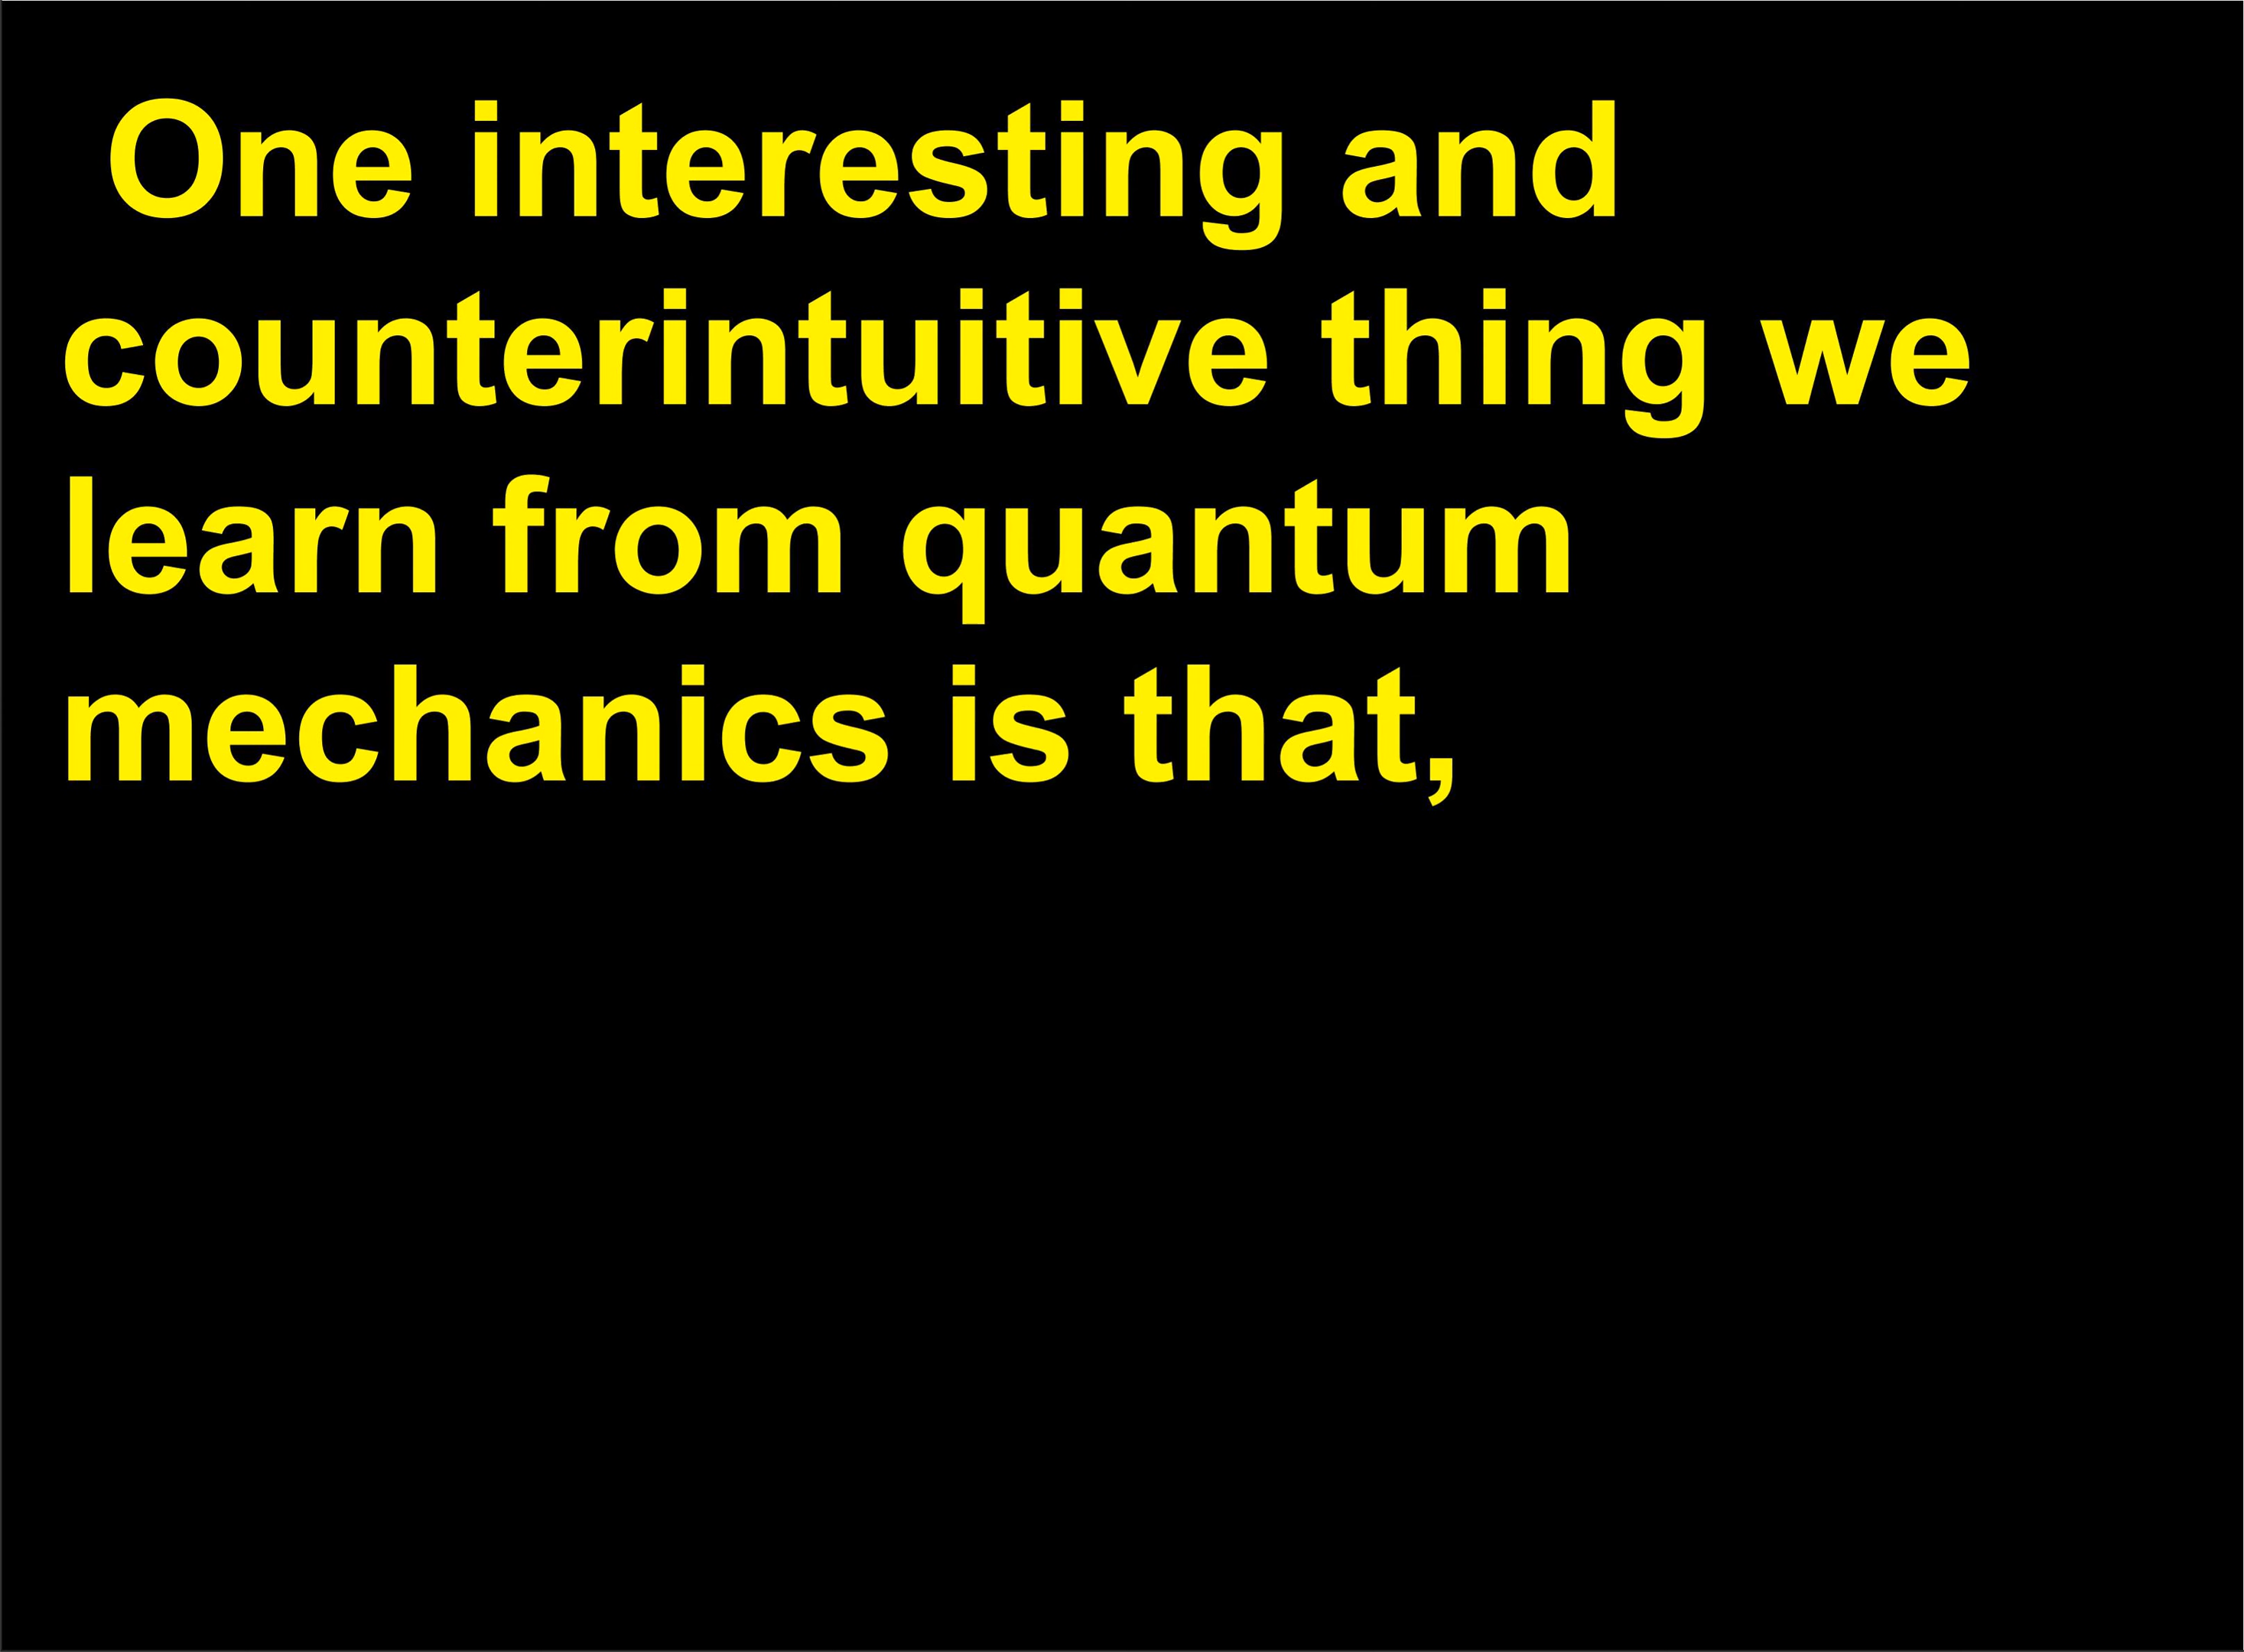 One interesting and
counterintuitive thing we
learn from quantum
mechanics is that,